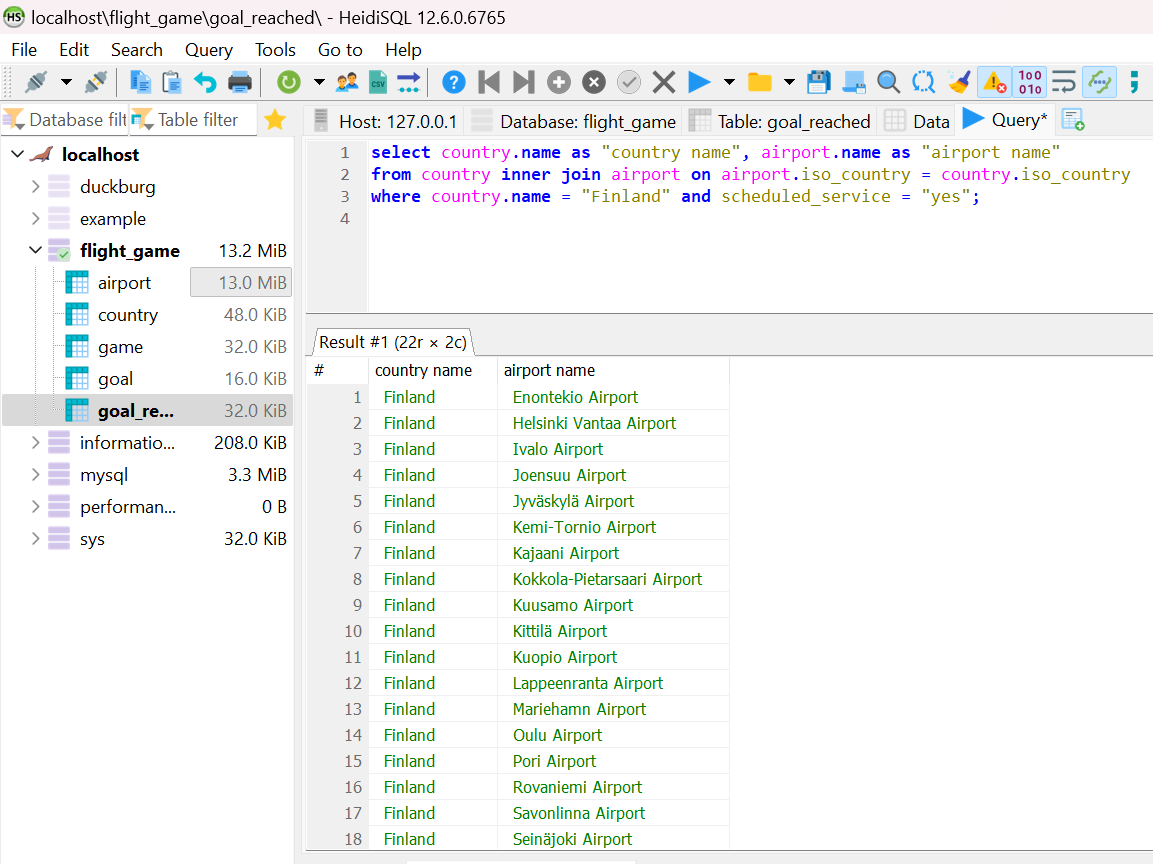 HS localhost\flight_game\goal_reached\ - HeidiSQL 12.6.0.6765
File Edit Search Query Tools Go to Help
CSV
100
010
Database filt Table filter
Host: 127.0.0.1 Database: flight_game Table: goal_reached Data Query*
localhost
duckburg
example
flight_game 13.2 MiB
airport 13.0 MiB
country 48.0 KiB
game 32.0 KiB
goal 16.0 KiB
goal_re... 32.0 KiB
informatio... 208.0 KiB
mysql 3.3 MiB
performan... 0 B
sys 32.0 KiB
1 select country.name as "country name", airport.name as "airport name"
2 from country inner join airport on airport.iso_country = country.iso_country
3 where country.name = "Finland" and scheduled_service = "yes";
4
Result #1 (22r × 2c)
# country name airport name
1 Finland Enontekio Airport
2 Finland Helsinki Vantaa Airport
3 Finland Ivalo Airport
4 Finland Joensuu Airport
5 Finland Jyväskylä Airport
6 Finland Kemi-Tornio Airport
7 Finland Kajaani Airport
8 Finland Kokkola-Pietarsaari Airport
9 Finland Kuusamo Airport
10 Finland Kittilä Airport
11 Finland Kuopio Airport
12 Finland Lappeenranta Airport
13 Finland Mariehamn Airport
14 Finland Oulu Airport
15 Finland Pori Airport
16 Finland Rovaniemi Airport
17 Finland Savonlinna Airport
18 Finland Seinäjoki Airport